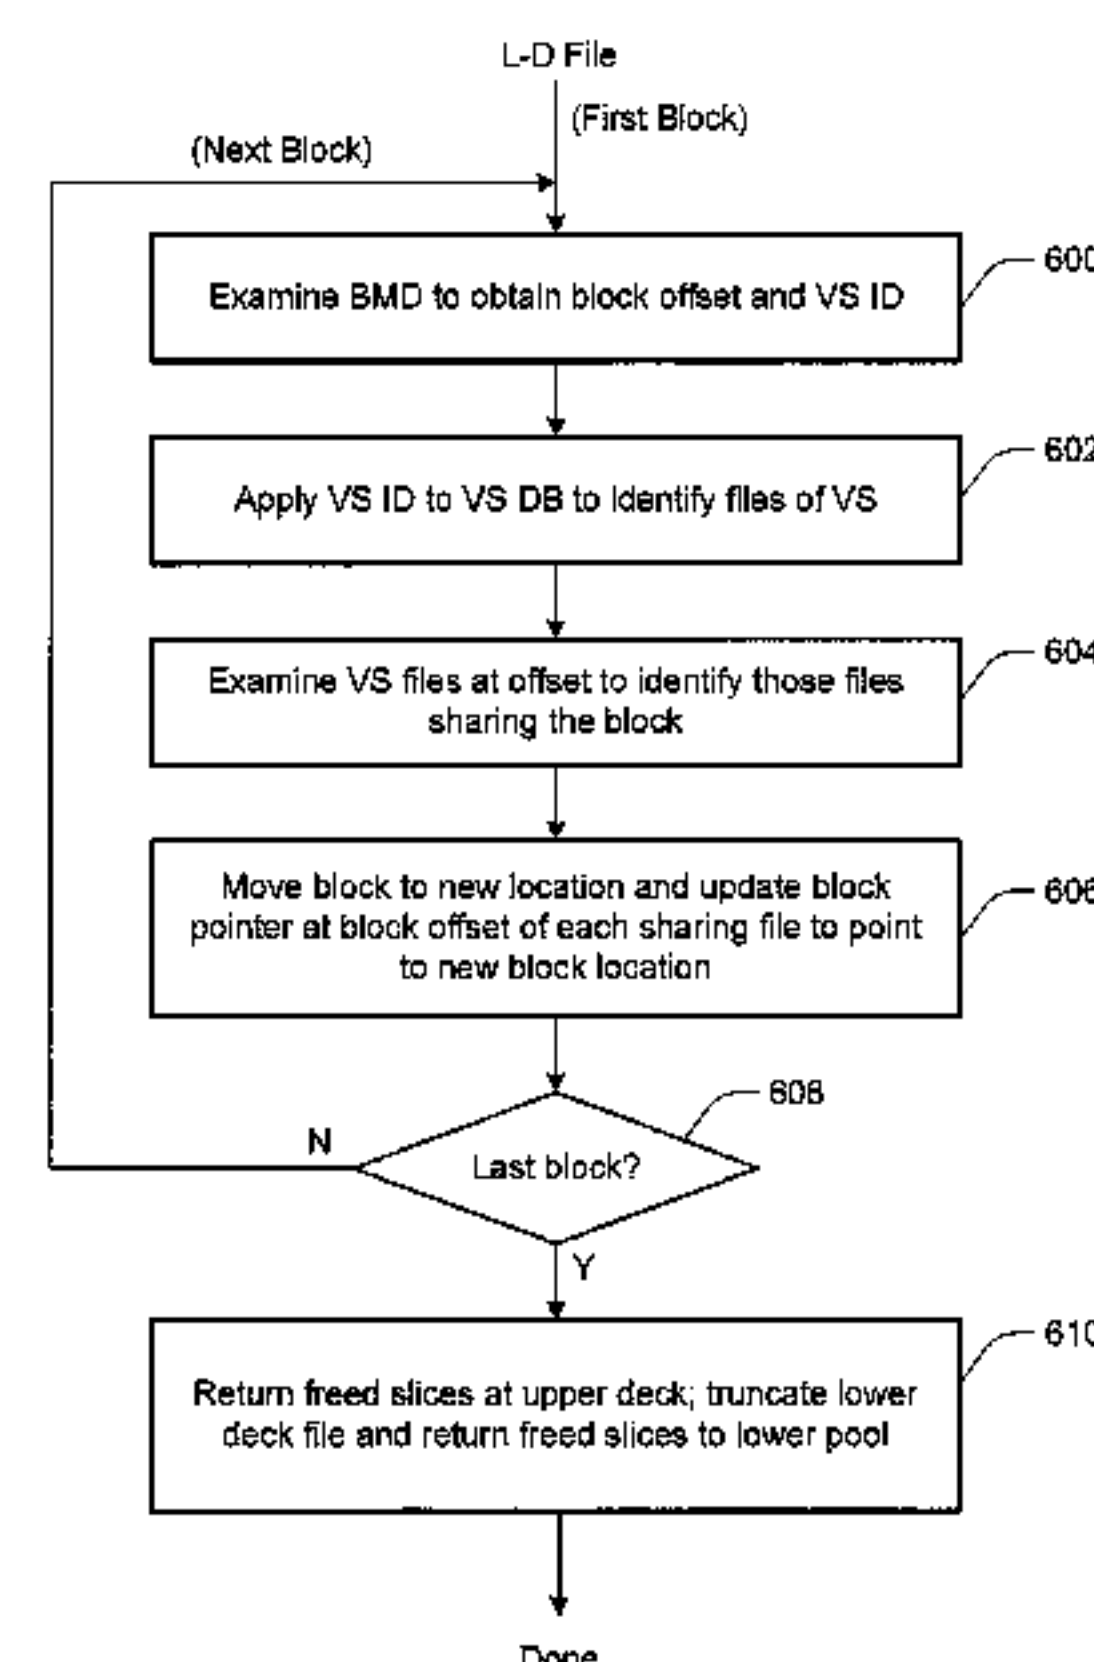 L-D File
(First Block)
(Next Block)
600
Examine BMD to obtain block offset and VS ID
602
Apply VS ID to VS DB to identify files of VS
604
Examine VS files at offset to identify those files
sharing the block
606
Move block to new location and update block
pointer at block offset of each sharing file to point
to new block location
608
Last block?
N
Y
610
Return freed slices at upper deck; truncate lower
deck file and return freed slices to lower pool
Done